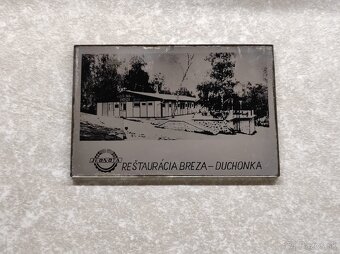 REŠTAURÁCIA BREZA – DUCHONKA